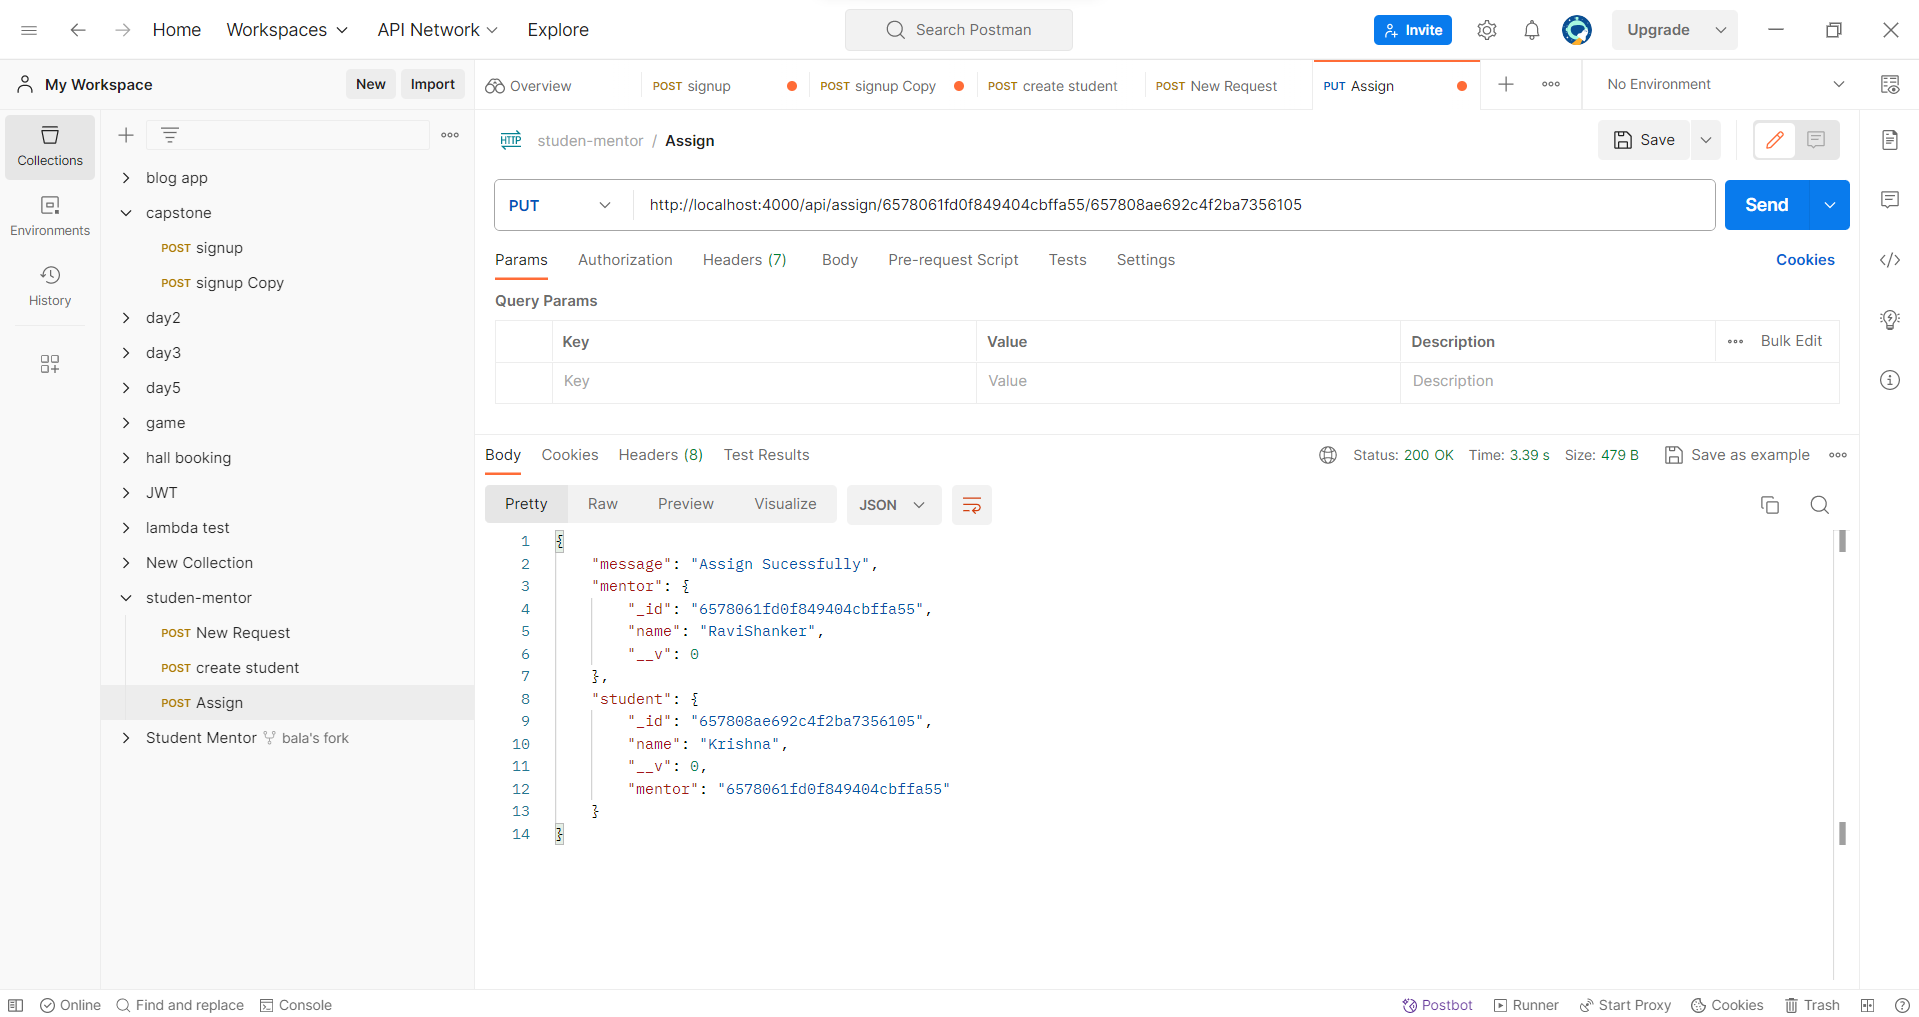 Home Workspaces API Network Explore Search Postman Invite Upgrade
My Workspace New Import Overview POST signup POST signup Copy POST create student POST New Request PUT Assign No Environment
Collections
Environments
History
blog app
capstone
POST signup
POST signup Copy
day2
day3
day5
game
hall booking
JWT
lambda test
New Collection
studen-mentor
POST New Request
create student
POST create student
POST Assign
Student Mentor bala's fork
HTTP studen-mentor / Assign Save
PUT http://localhost:4000/api/assign/6578061fd0f849404cbffa55/657808ae692c4f2ba7356105 Send
Params Authorization Headers (7) Body Pre-request Script Tests Settings Cookies
Query Params
Key Value Description Bulk Edit
Key Value Description
Body Cookies Headers (8) Test Results Status: 200 OK Time: 3.39 s Size: 479 B Save as example
Pretty Raw Preview Visualize JSON
1 {
2 "message": "Assign Sucessfully",
3 "mentor": {
4 "_id": "6578061fd0f849404cbffa55",
5 "name": "RaviShanker",
6 "__v": 0
7 },
8 "student": {
9 "_id": "657808ae692c4f2ba7356105",
10 "name": "Krishna",
11 "__v": 0,
12 "mentor": "6578061fd0f849404cbffa55"
13 }
14 }
Online Find and replace Console Postbot Runner Start Proxy Cookies Trash